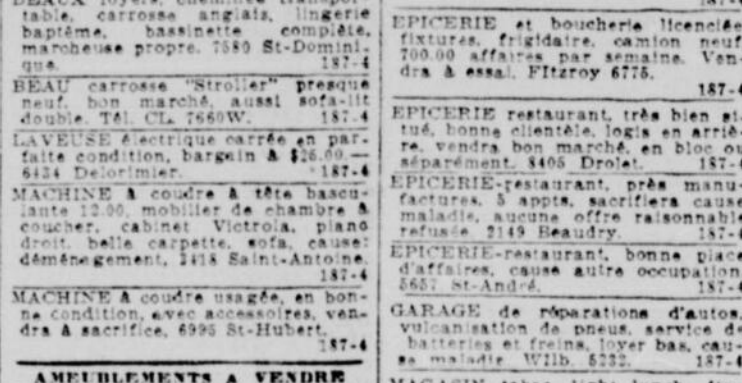 BEAUX foyers, cheminée transpor-
table, carrosse anglais, lingerie
baptême, bassinette complète,
marcheuse propre. 7580 St-Domini-
que. 187-4
BEAU carrosse "Stroller" presque
neuf, bon marché, aussi sofa-lit
double. Tél. CL. 7660W. 187-4
LAVEUSE électrique carrée en par-
faite condition, bargain à $25.00.—
6434 Delorimier. 187-4
MACHINE à coudre à tête bascu-
lante 12.00, mobilier de chambre à
coucher, cabinet Victrola, piano
droit, belle carpette, sofa, cause:
déménegement, 2418 Saint-Antoine.
187-4
MACHINE à coudre usagée, en bon-
ne condition, avec accessoires, ven-
dra à sacrifice, 6995 St-Hubert.
187-4
AMEUBLEMENTS A VENDRE
187-4
EPICERIE et boucherie licenciée
fixtures, frigidaire, camion neuf
700.00 affaires par semaine. Ven-
dra à essai. FItzroy 6775.
187-4
EPICERIE restaurant, très bien si-
tué, bonne clientèle, logis en arriè-
re, vendra bon marché, en bloc ou
séparément. 8405 Drolet. 187-4
EPICERIE-restaurant, près manu-
factures, 5 appts, sacrifiera cause
maladie, aucune offre raisonnable
refusée. 2149 Beaudry. 187-4
EPICERIE-restaurant, bonne place
d'affaires, cause autre occupation
5657 St-André. 187-4
GARAGE de réparations d'autos,
vulcanisation de pneus, service de
batteries et freins, loyer bas, cau-
se maladie. WIlb. 5232. 187-4
MAGASIN